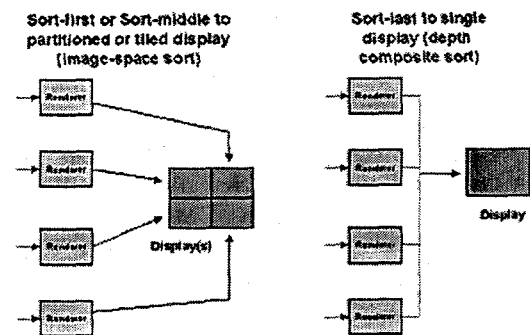 Sort-first or Sort-middle to
partitioned or tiled display
(image-space sort)
Renderer
Renderer
Renderer
Renderer
Display(s)
Sort-last to single
display (depth
composite sort)
Renderer
Renderer
Renderer
Renderer
Display